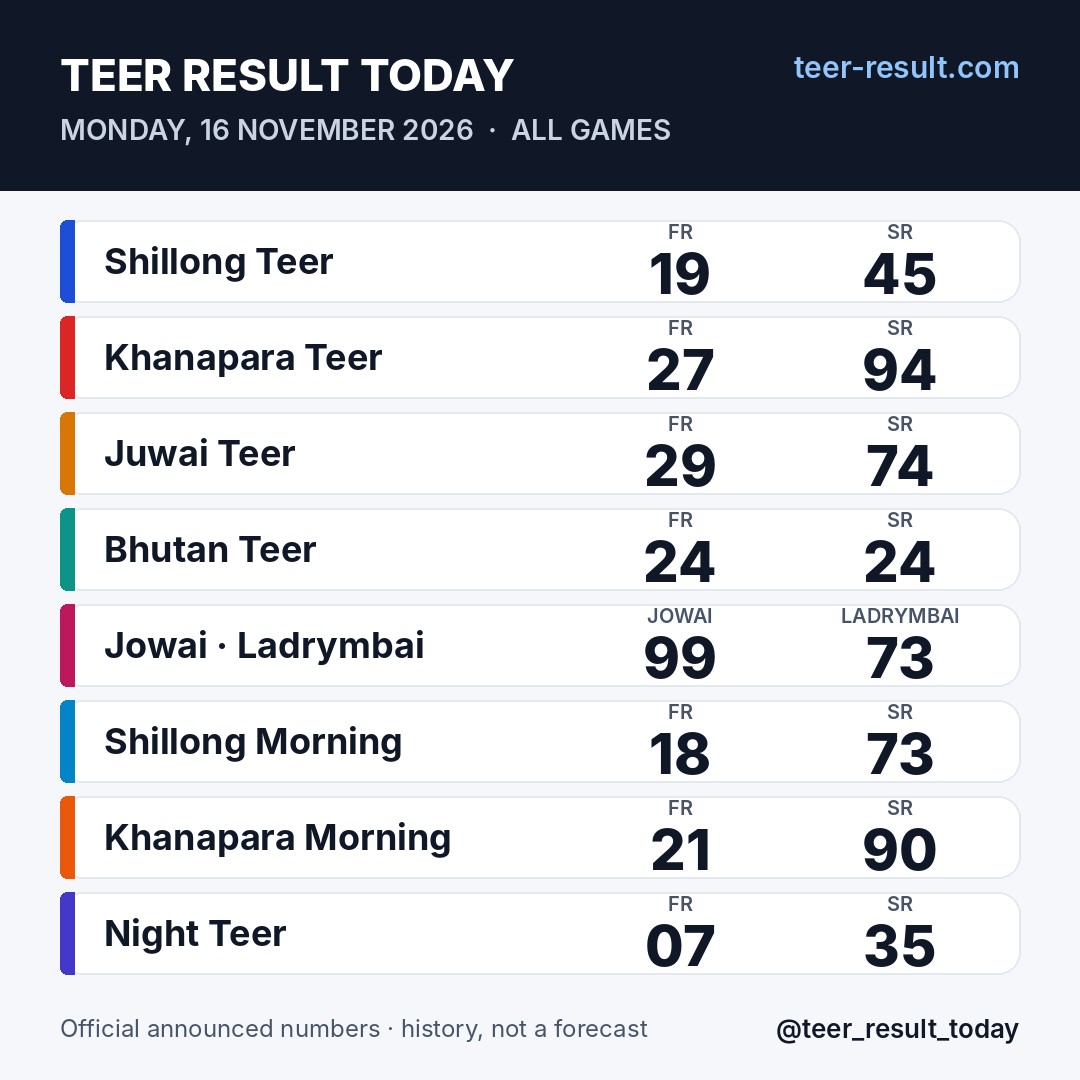 TEER RESULT TODAY
teer-result.com
MONDAY, 16 NOVEMBER 2026 · ALL GAMES
FR SR
Shillong Teer 19 45
FR SR
Khanapara Teer 27 94
FR SR
Juwai Teer 29 74
FR SR
Bhutan Teer 24 24
JOWAI LADRYMBAI
Jowai · Ladrymbai 99 73
FR SR
Shillong Morning 18 73
FR SR
Khanapara Morning 21 90
FR SR
Night Teer 07 35
Official announced numbers · history, not a forecast
@teer_result_today